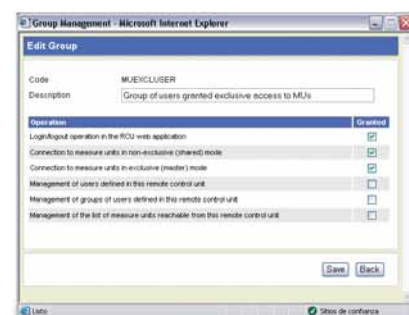 Group Management - Microsoft Internet Explorer
Edit Group
Code MUEXCLUSER
Description Group of users granted exclusive access to MUs
Operation Granted
Login/logout operation in the RCU web application
Connection to measure units in non-exclusive (shared) mode
Connection to measure units in exclusive (master) mode
Management of users defined in this remote control unit
Management of groups of users defined in this remote control unit
Management of the list of measure units reachable from this remote control unit
Save Back
Listo Sitios de confianza